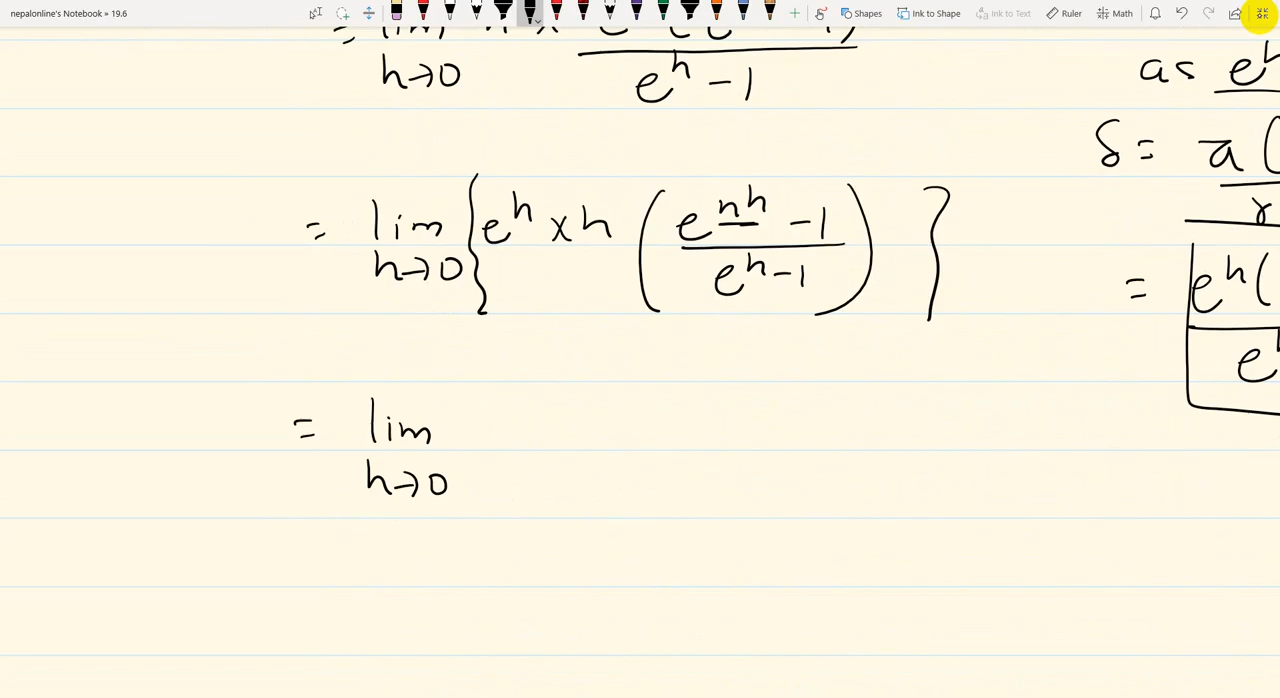 nepalonline's Notebook » 19.6
Shapes Ink to Shape Ink to Text Ruler Math
h→0
e^h - 1
= lim_{h→0} { e^h × h ( (e^{nh} - 1) / (e^h - 1) ) }
= lim
h→0
as e^h
S = a(
r
= e^h(
e